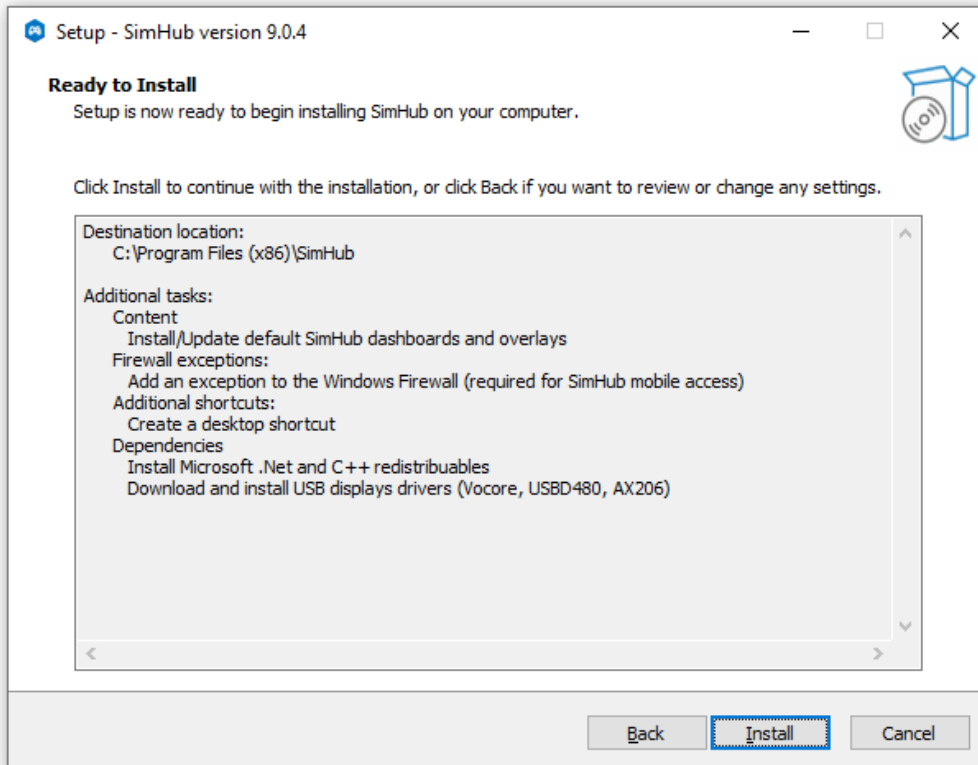 Setup - SimHub version 9.0.4
Ready to Install
Setup is now ready to begin installing SimHub on your computer.
Click Install to continue with the installation, or click Back if you want to review or change any settings.
Destination location:
C:\Program Files (x86)\SimHub
Additional tasks:
Content
Install/Update default SimHub dashboards and overlays
Firewall exceptions:
Add an exception to the Windows Firewall (required for SimHub mobile access)
Additional shortcuts:
Create a desktop shortcut
Dependencies
Install Microsoft .Net and C++ redistribuables
Download and install USB displays drivers (Vocore, USBD480, AX206)
Back Install Cancel